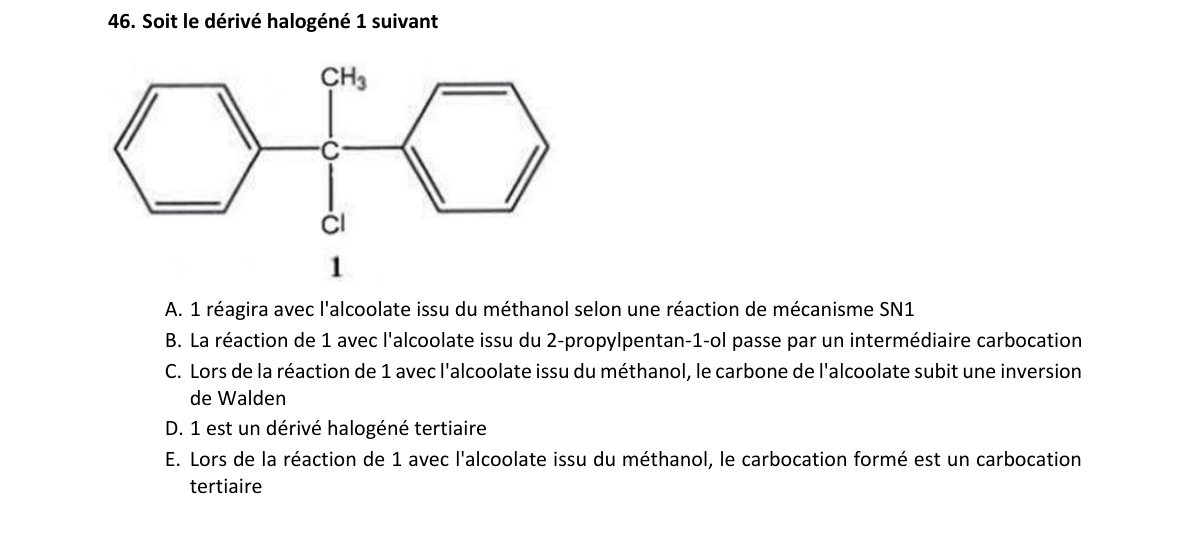 46. Soit le dérivé halogéné 1 suivant
CH3
C
Cl
1
A. 1 réagira avec l'alcoolate issu du méthanol selon une réaction de mécanisme SN1
B. La réaction de 1 avec l'alcoolate issu du 2-propylpentan-1-ol passe par un intermédiaire carbocation
C. Lors de la réaction de 1 avec l'alcoolate issu du méthanol, le carbone de l'alcoolate subit une inversion
de Walden
D. 1 est un dérivé halogéné tertiaire
E. Lors de la réaction de 1 avec l'alcoolate issu du méthanol, le carbocation formé est un carbocation
tertiaire